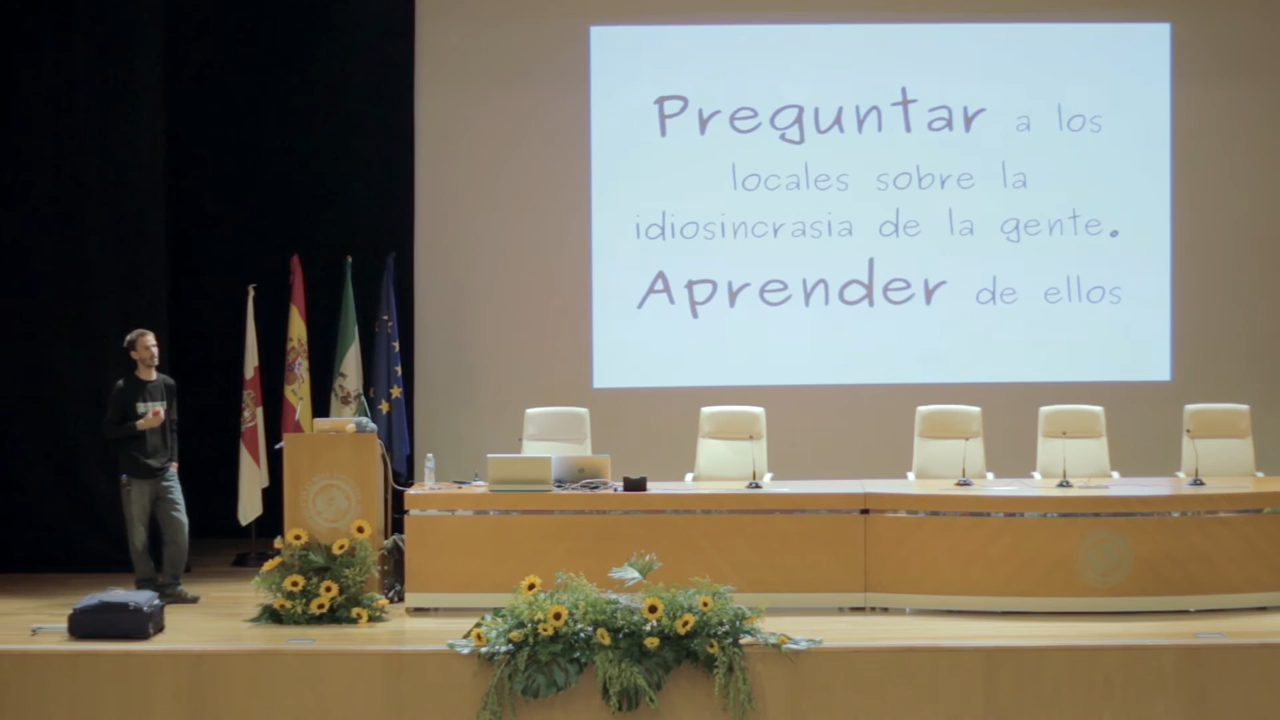 Preguntar a los
locales sobre la
idiosincrasia de la gente.
Aprender de ellos